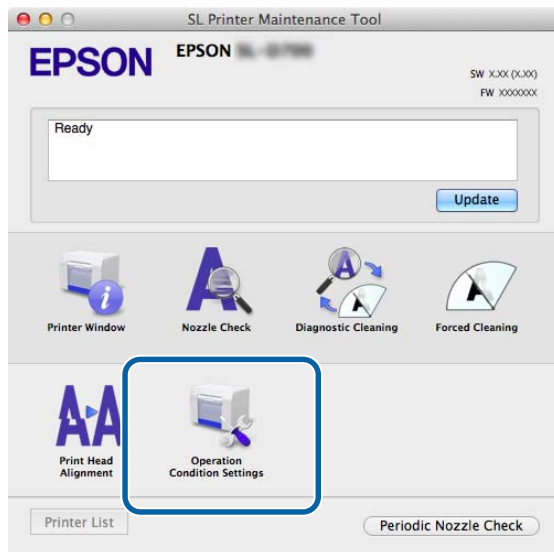 SL Printer Maintenance Tool
EPSON
EPSON
SW X.XX (X.XX)
FW XXXXXXX
Ready
Update
Printer Window
Nozzle Check
Diagnostic Cleaning
Forced Cleaning
Print Head
Alignment
Operation
Condition Settings
Printer List
Periodic Nozzle Check